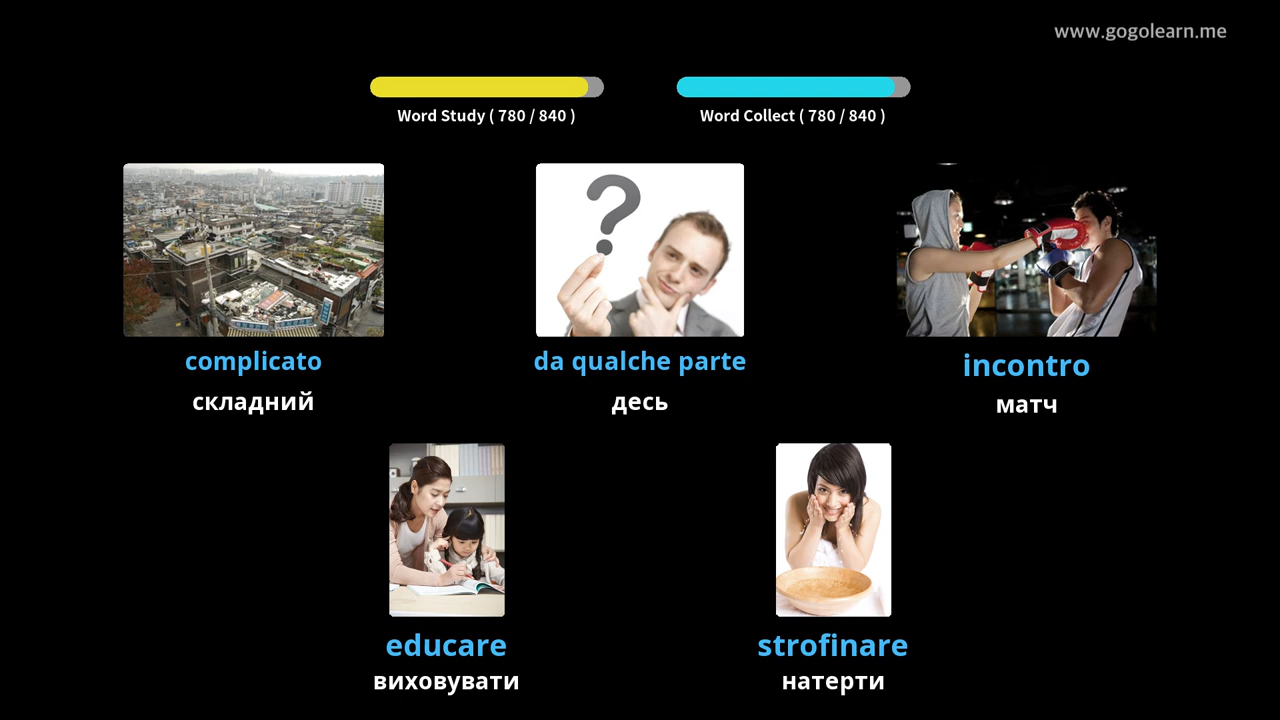 www.gogolearn.me
Word Study ( 780 / 840 )
Word Collect ( 780 / 840 )
complicato
складний
da qualche parte
десь
incontro
матч
educare
виховувати
strofinare
натерти